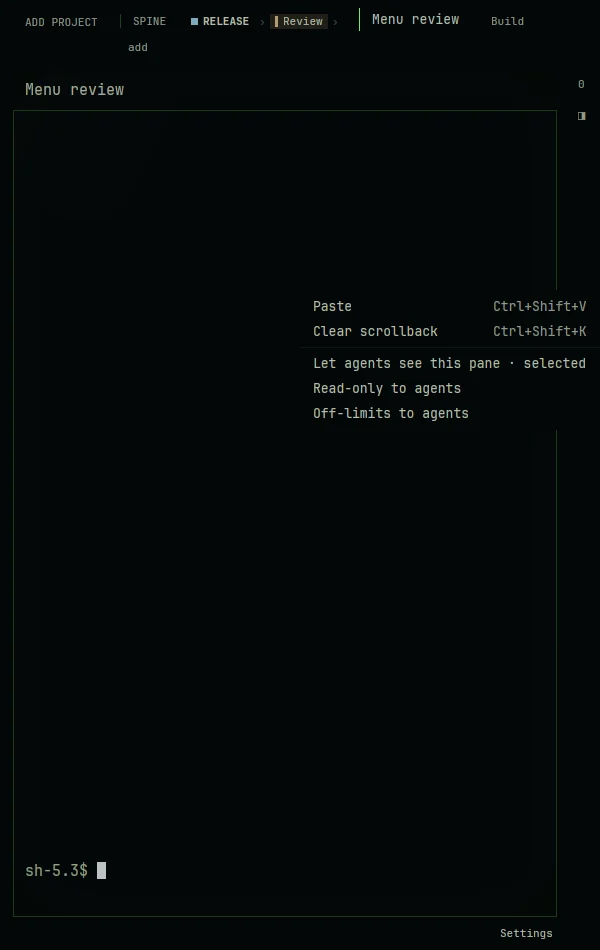 ADD PROJECT SPINE RELEASE › Review › Menu review Build
add
Menu review
0
Paste Ctrl+Shift+V
Clear scrollback Ctrl+Shift+K
Let agents see this pane · selected
Read-only to agents
Off-limits to agents
sh-5.3$
Settings